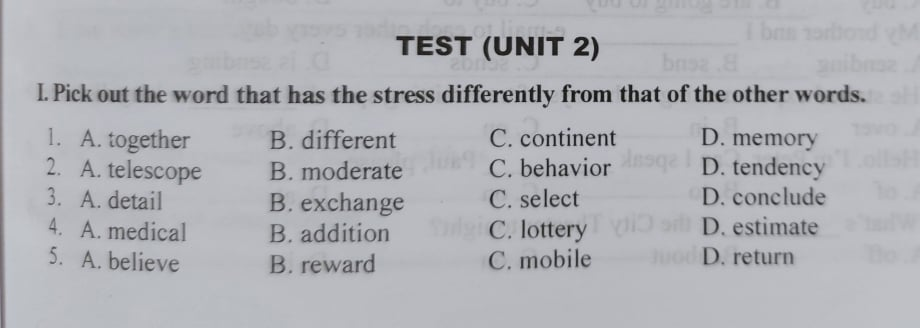 TEST (UNIT 2)
I. Pick out the word that has the stress differently from that of the other words.
1. A. together B. different C. continent D. memory
2. A. telescope B. moderate C. behavior D. tendency
3. A. detail B. exchange C. select D. conclude
4. A. medical B. addition C. lottery D. estimate
5. A. believe B. reward C. mobile D. return